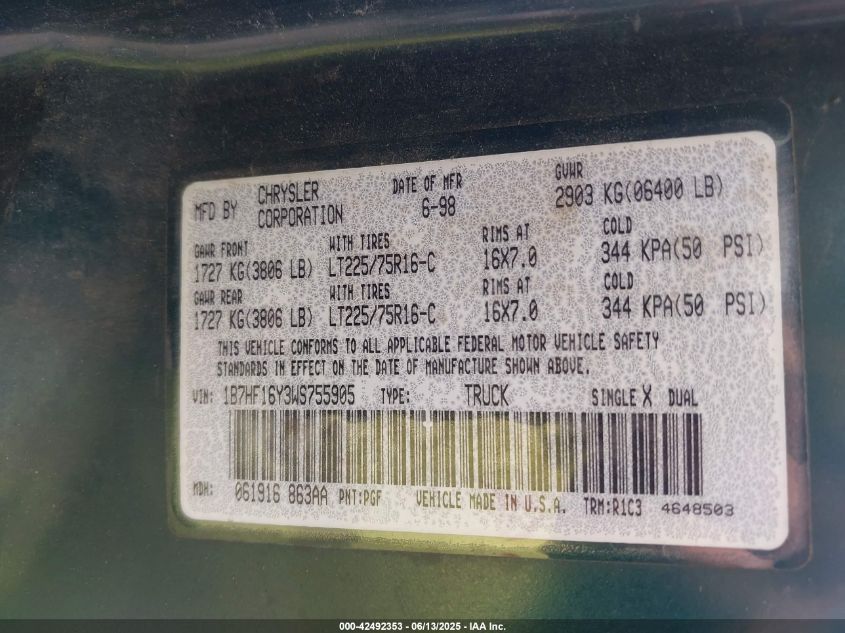 MFD BY CHRYSLER CORPORATION DATE OF MFR 6-98 GVWR 2903 KG(06400 LB)
GAWR FRONT WITH TIRES RIMS AT COLD
1727 KG(3806 LB) LT225/75R16-C 16X7.0 344 KPA(50 PSI)
GAWR REAR WITH TIRES RIMS AT COLD
1727 KG(3806 LB) LT225/75R16-C 16X7.0 344 KPA(50 PSI)
THIS VEHICLE CONFORMS TO ALL APPLICABLE FEDERAL MOTOR VEHICLE SAFETY
STANDARDS IN EFFECT ON THE DATE OF MANUFACTURE SHOWN ABOVE.
VIN: 1B7HF16Y3WS755905 TYPE: TRUCK SINGLE X DUAL
MDH: 061916 863AA PNT:PGF VEHICLE MADE IN U.S.A. TRM:R1C3 4648503
000-42492353 - 06/13/2025 - IAA Inc.